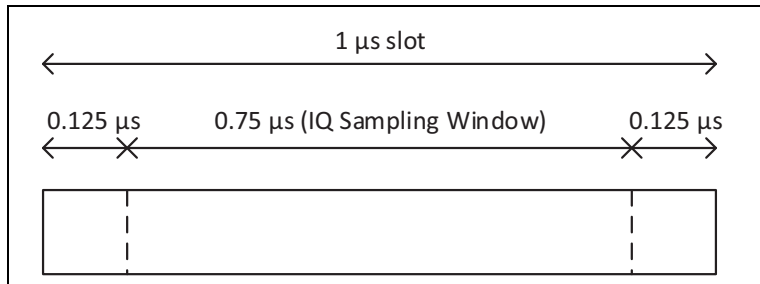 1 μs slot
0.125 μs 0.75 μs (IQ Sampling Window) 0.125 μs